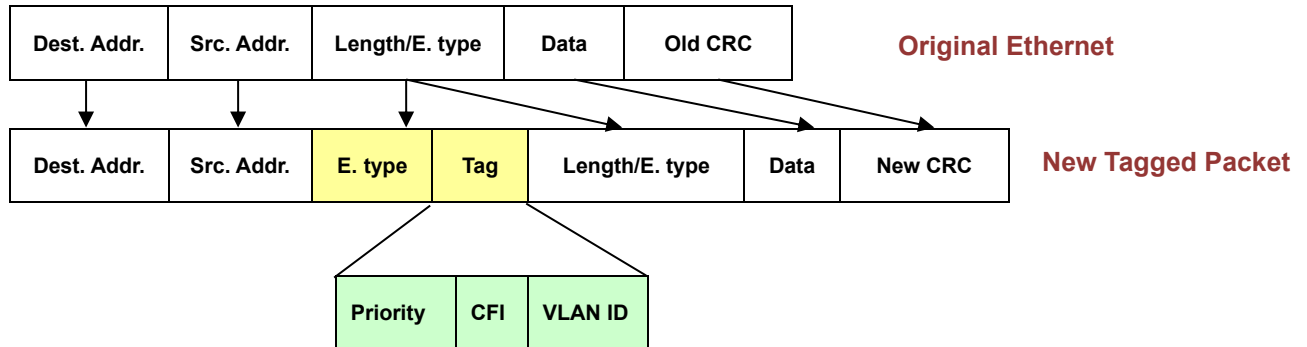 Dest. Addr. Src. Addr. Length/E. type Data Old CRC Original Ethernet
Dest. Addr. Src. Addr. E. type Tag Length/E. type Data New CRC New Tagged Packet
Priority CFI VLAN ID